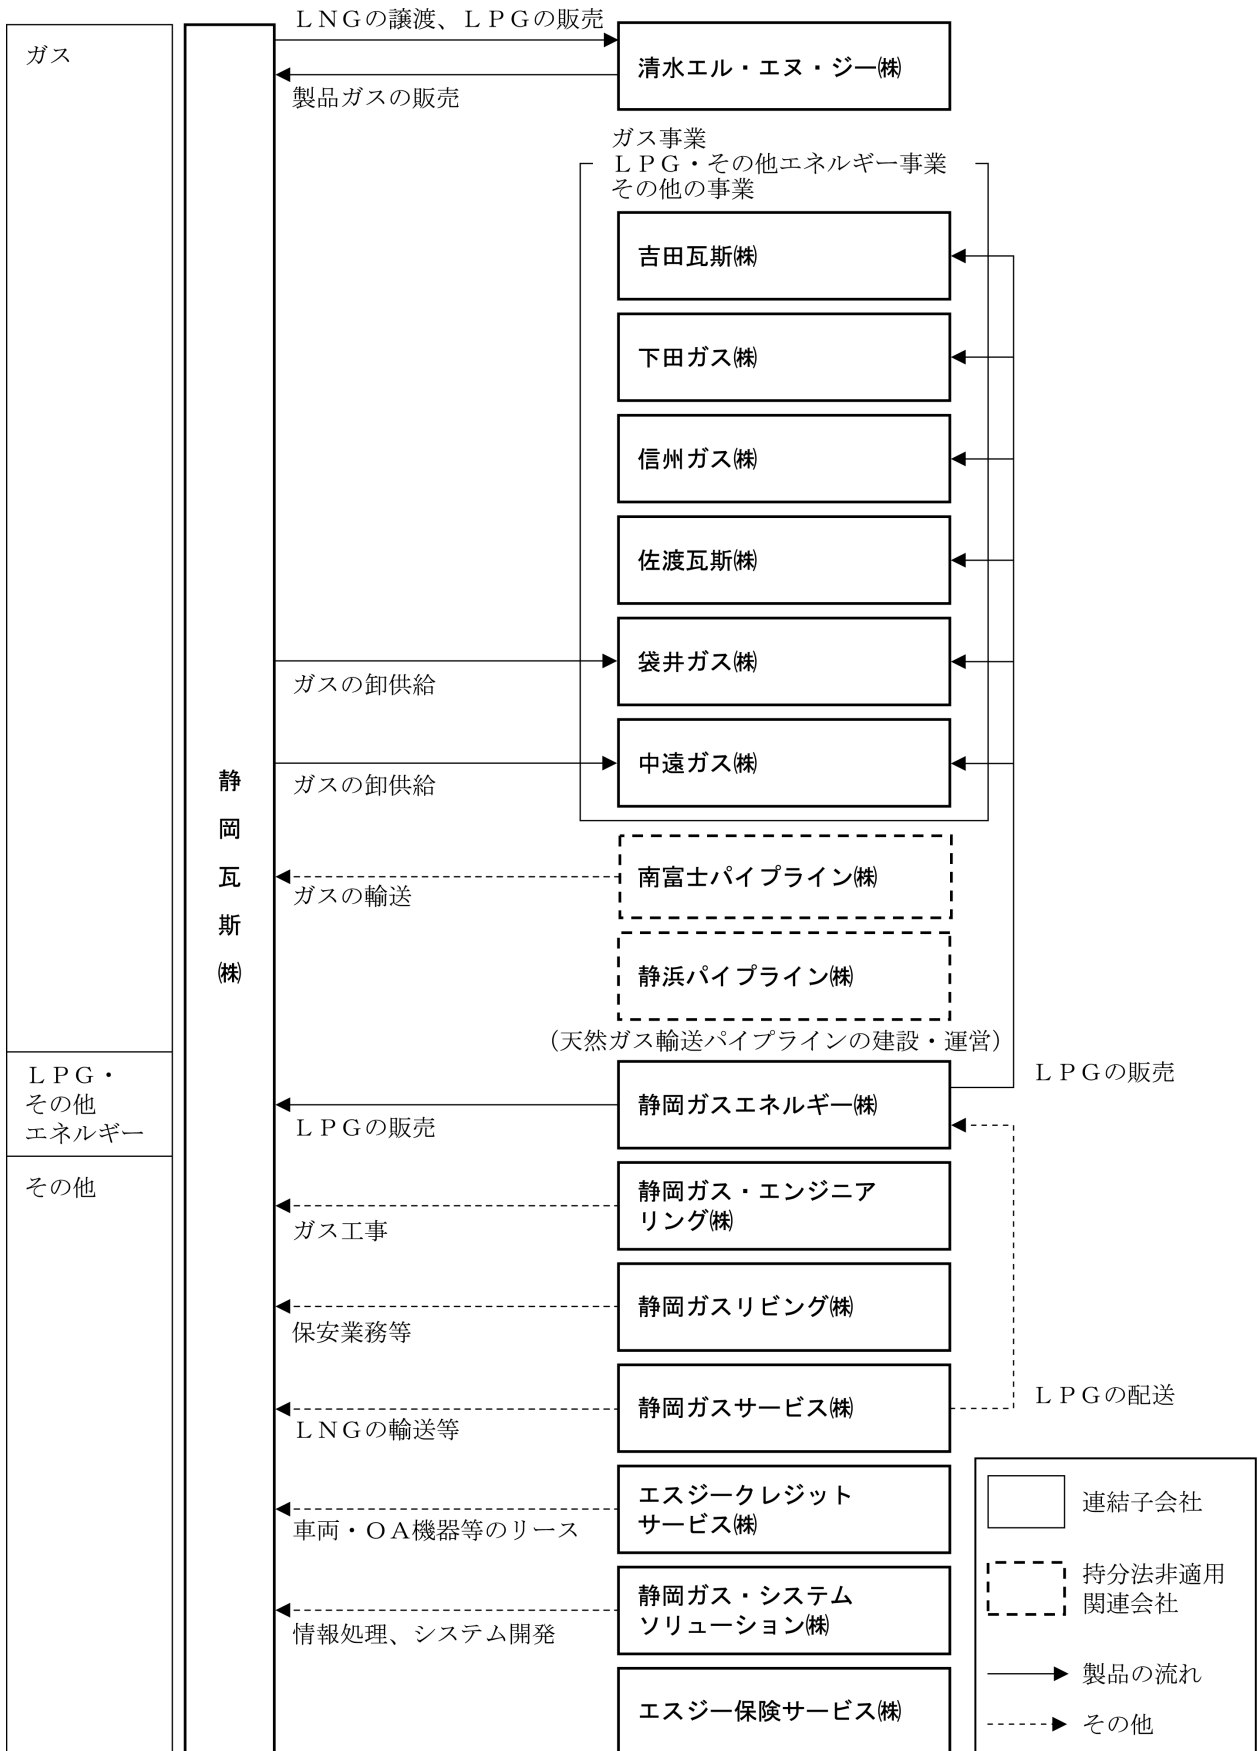 ガス
LNGの譲渡、LPGの販売
清水エル・エヌ・ジー㈱
製品ガスの販売
ガス事業
LPG・その他エネルギー事業
その他の事業
吉田瓦斯㈱
下田ガス㈱
信州ガス㈱
佐渡瓦斯㈱
袋井ガス㈱
ガスの卸供給
中遠ガス㈱
ガスの卸供給
静岡瓦斯㈱
南富士パイプライン㈱
ガスの輸送
静浜パイプライン㈱
(天然ガス輸送パイプラインの建設・運営)
LPG・
その他
エネルギー
静岡ガスエネルギー㈱
LPGの販売
LPGの販売
その他
静岡ガス・エンジニア
リング㈱
ガス工事
静岡ガスリビング㈱
保安業務等
静岡ガスサービス㈱
LPGの配送
LNGの輸送等
エスジークレジット
サービス㈱
車両・OA機器等のリース
静岡ガス・システム
ソリューション㈱
情報処理、システム開発
エスジー保険サービス㈱
連結子会社
持分法非適用
関連会社
製品の流れ
その他